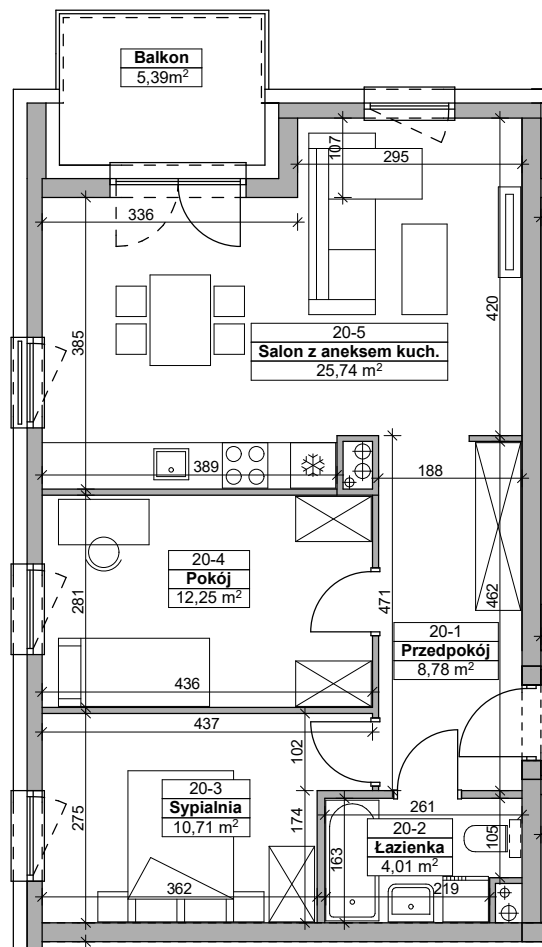 Balkon
5,39m²
107
295
336
385
420
20-5
Salon z aneksem kuch.
25,74 m²
389
188
20-4
Pokój
12,25 m²
281
471
462
20-1
Przedpokój
8,78 m²
436
437
102
20-3
Sypialnia
10,71 m²
275
174
261
20-2
Łazienka
4,01 m²
105
163
362
219